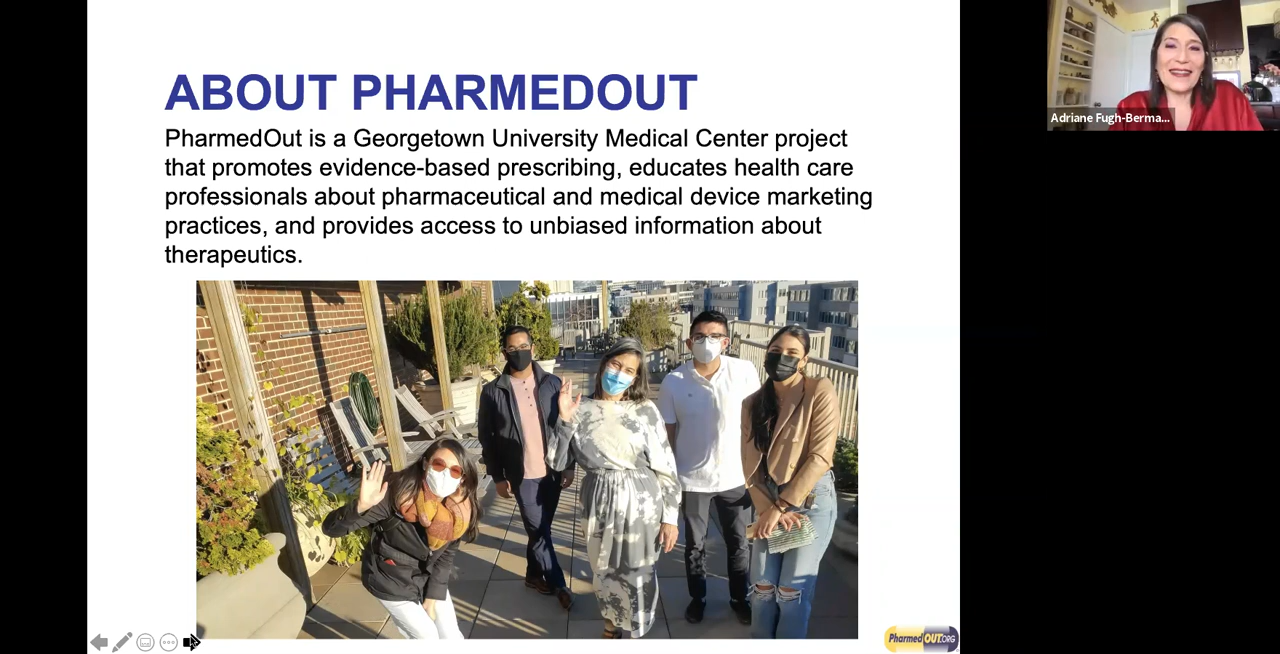 ABOUT PHARMEDOUT
PharmedOut is a Georgetown University Medical Center project
that promotes evidence-based prescribing, educates health care
professionals about pharmaceutical and medical device marketing
practices, and provides access to unbiased information about
therapeutics.
Adriane Fugh-Berma...
PharmedOUT.ORG